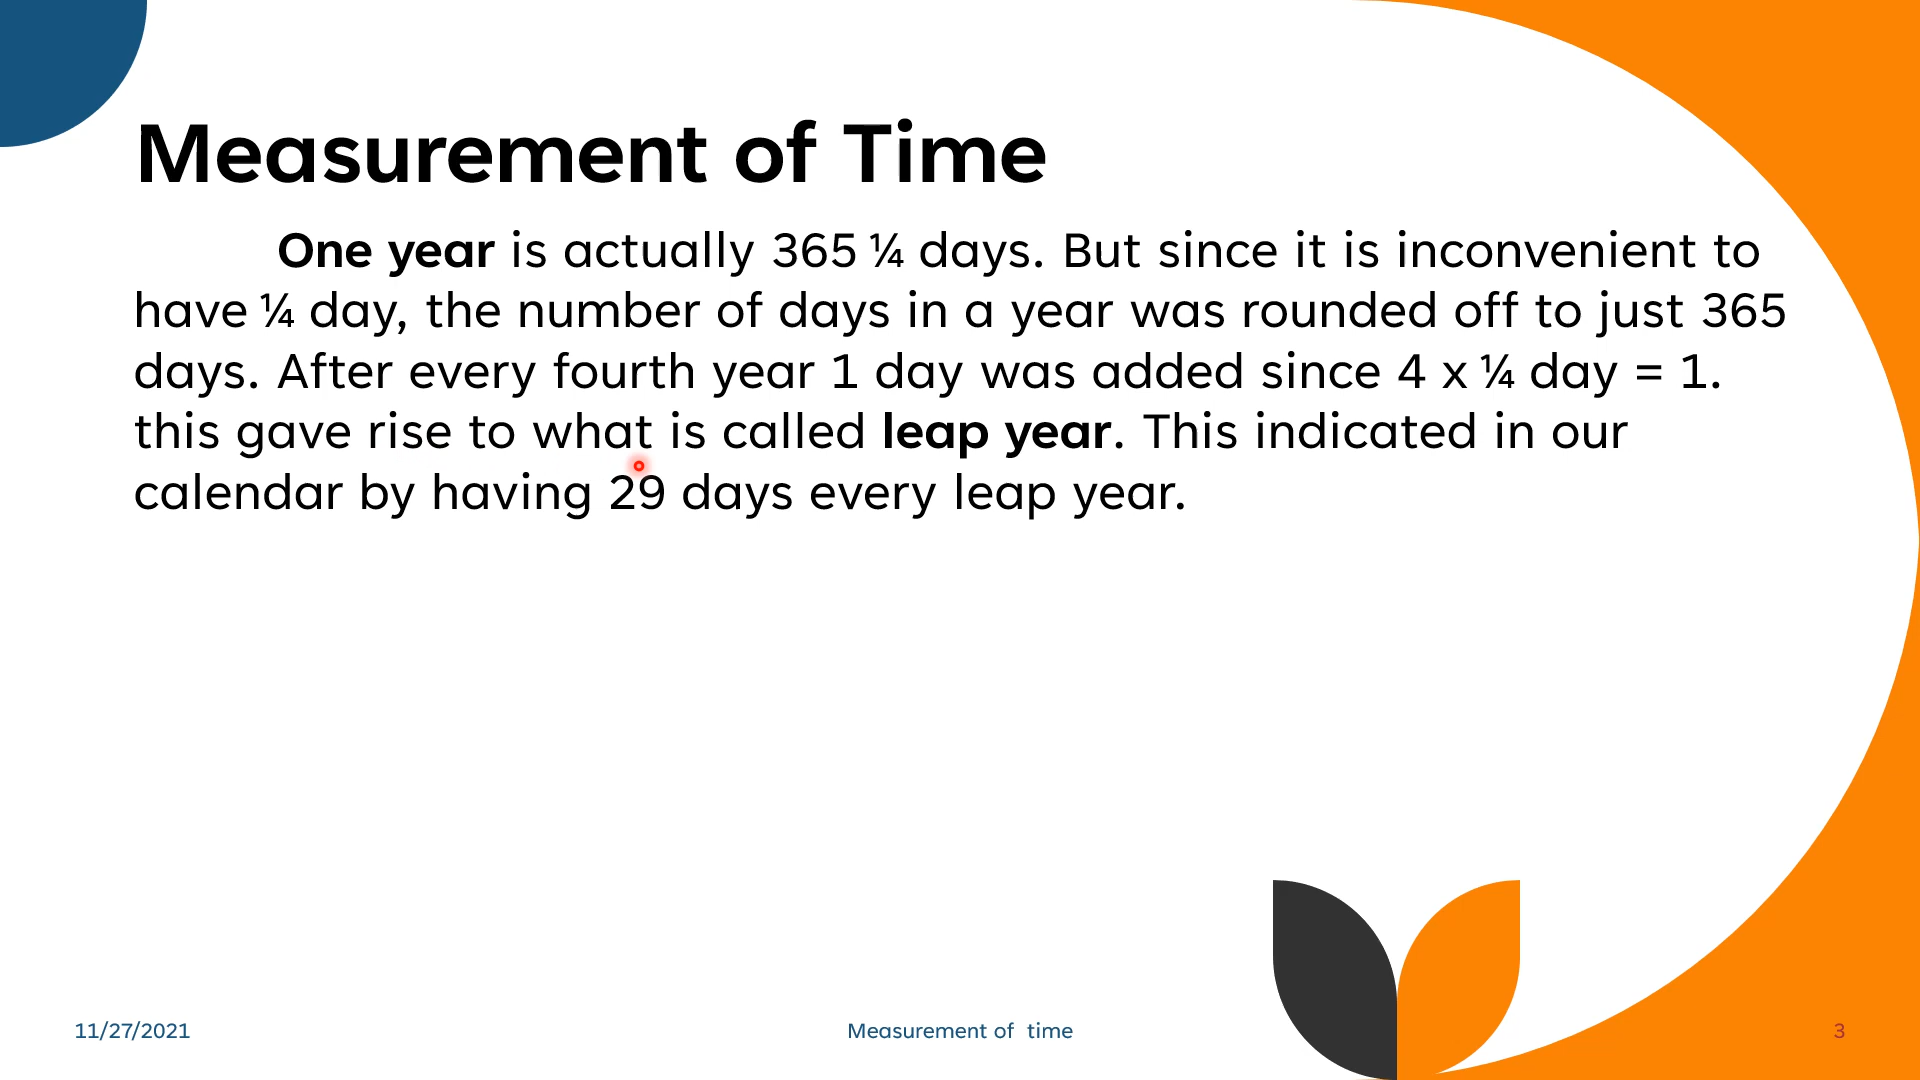 Measurement of Time
One year is actually 365 ¼ days. But since it is inconvenient to
have ¼ day, the number of days in a year was rounded off to just 365
days. After every fourth year 1 day was added since 4 x ¼ day = 1.
this gave rise to what is called leap year. This indicated in our
calendar by having 29 days every leap year.
11/27/2021
Measurement of  time
3